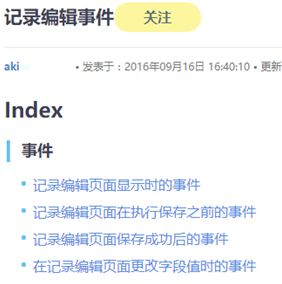 记录编辑事件 关注
aki • 发表于：2016年09月16日 16:40:10 • 更新
Index
事件
记录编辑页面显示时的事件
记录编辑页面在执行保存之前的事件
记录编辑页面保存成功后的事件
在记录编辑页面更改字段值时的事件